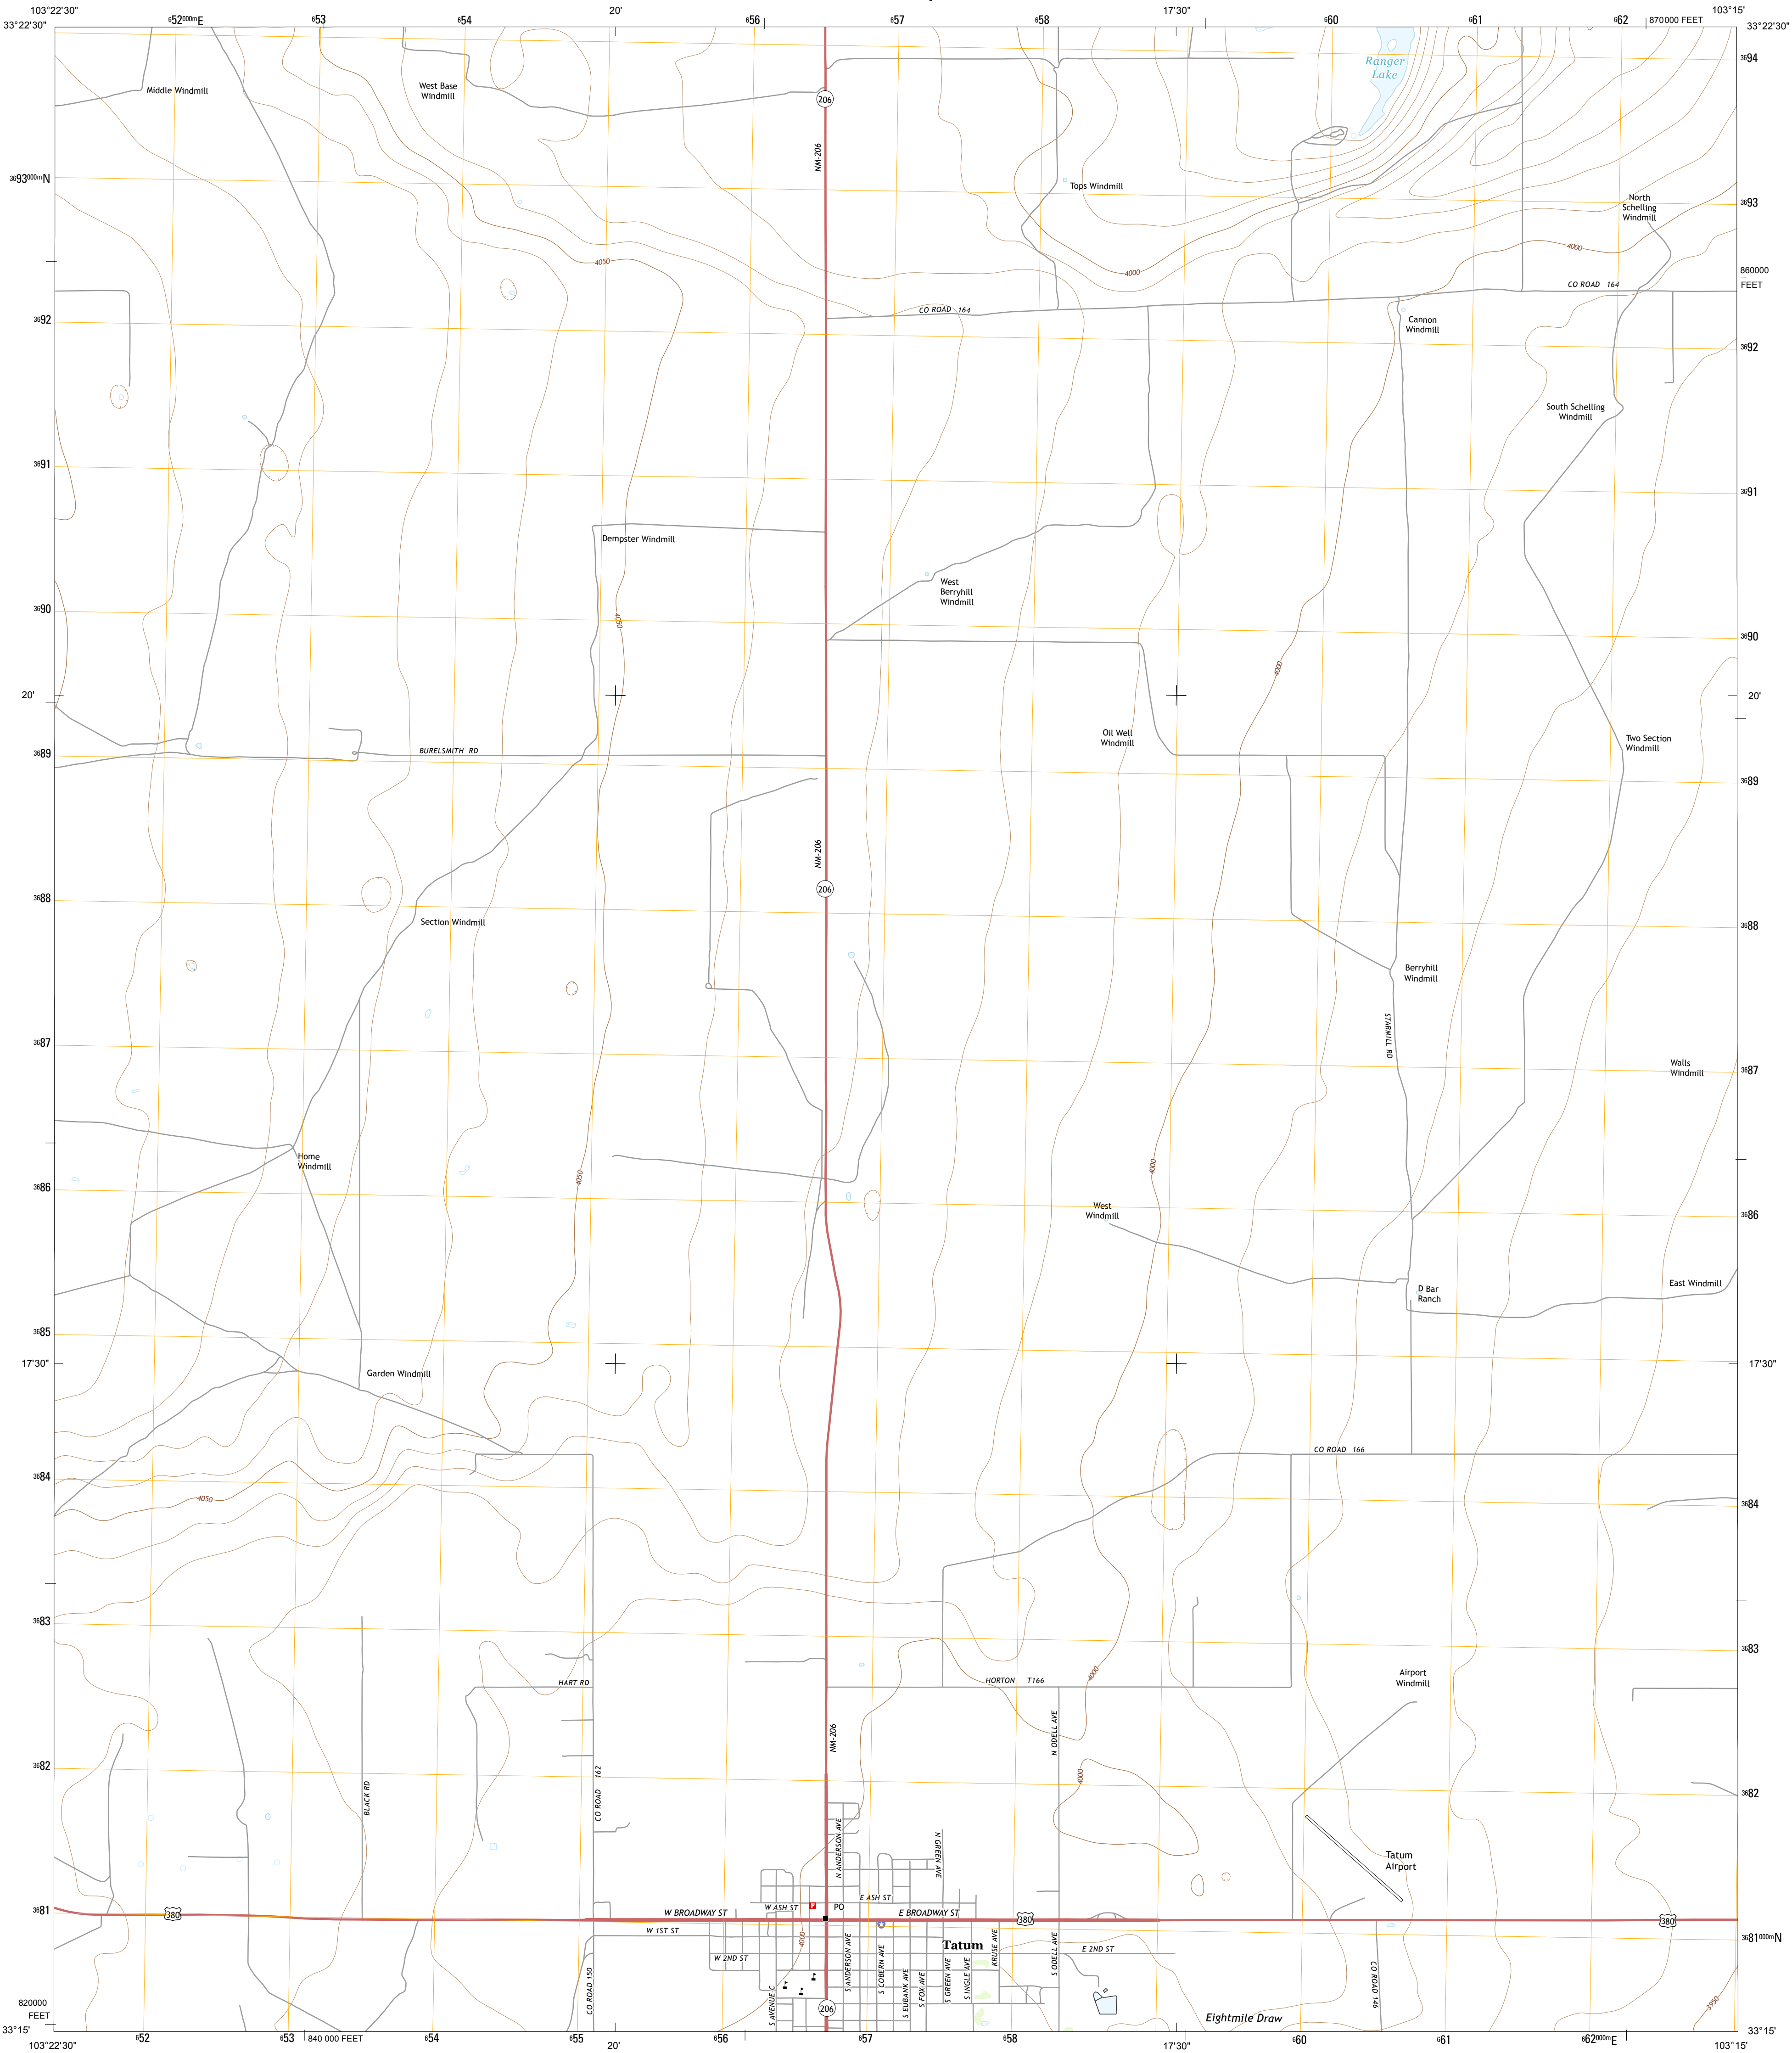 103°22'30"
⁶52⁰⁰⁰ᵐE
⁶53
⁶54
20'
⁶56
⁶57
⁶58
17'30"
⁶60
⁶61
⁶62
870000 FEET
103°15'
33°22'30"
33°22'30"
Ranger
Lake
³⁶94
Middle Windmill
West Base
Windmill
206
NM-206
³⁶93⁰⁰⁰ᵐN
Tops Windmill
North
Schelling
Windmill
³⁶93
4050
4000
4000
860000
FEET
CO ROAD 164
CO ROAD 164
³⁶92
Cannon
Windmill
³⁶92
South Schelling
Windmill
³⁶91
³⁶91
Dempster Windmill
West
Berryhill
Windmill
³⁶90
4050
³⁶90
4000
20'
20'
Oil Well
Windmill
Two Section
Windmill
³⁶89
BURELSMITH RD
³⁶89
NM-206
206
³⁶88
Section Windmill
³⁶88
Berryhill
Windmill
STARMILL RD
³⁶87
Walls
Windmill
³⁶87
Home
Windmill
4050
4000
³⁶86
West
Windmill
³⁶86
D Bar
Ranch
East Windmill
³⁶85
17'30"
17'30"
Garden Windmill
CO ROAD 166
³⁶84
4050
³⁶84
³⁶83
³⁶83
HART RD
HORTON T166
4000
Airport
Windmill
NM-206
N ODELL AVE
³⁶82
BLACK RD
CO ROAD 162
4000
³⁶82
N ANDERSON AVE
N GREEN AVE
Tatum
Airport
E ASH ST
W ASH ST
F
PO
³⁶81
380
W BROADWAY ST
E BROADWAY ST
380
380
W 1ST ST
4000
Tatum
³⁶81⁰⁰⁰ᵐN
W 2ND ST
E 2ND ST
KRUSE AVE
S ODELL AVE
CO ROAD 150
S AVENUE C
S ANDERSON AVE
S COBERN AVE
S EUBANK AVE
S FOX AVE
S GREEN AVE
S INGLE AVE
CO ROAD 146
3950
820000
FEET
206
Eightmile Draw
33°15'
33°15'
103°22'30"
⁶52
⁶53
840 000 FEET
⁶54
⁶55
20'
⁶56
⁶57
⁶58
17'30"
⁶60
⁶61
⁶62⁰⁰⁰ᵐE
103°15'